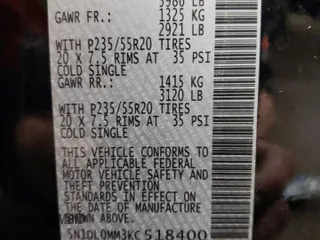 5986 LB
GAWR FR.: 1325 KG
2921 LB
WITH P235/55R20 TIRES
20 X 7.5 RIMS AT 35 PSI
COLD SINGLE
GAWR RR.: 1415 KG
3120 LB
WITH P235/55R20 TIRES
20 X 7.5 RIMS AT 35 PSI
COLD SINGLE
THIS VEHICLE CONFORMS TO
ALL APPLICABLE FEDERAL
MOTOR VEHICLE SAFETY AND
THEFT PREVENTION
STANDARDS IN EFFECT ON
THE DATE OF MANUFACTURE
SHOWN ABOVE.
5N1DL0MM3KC518400